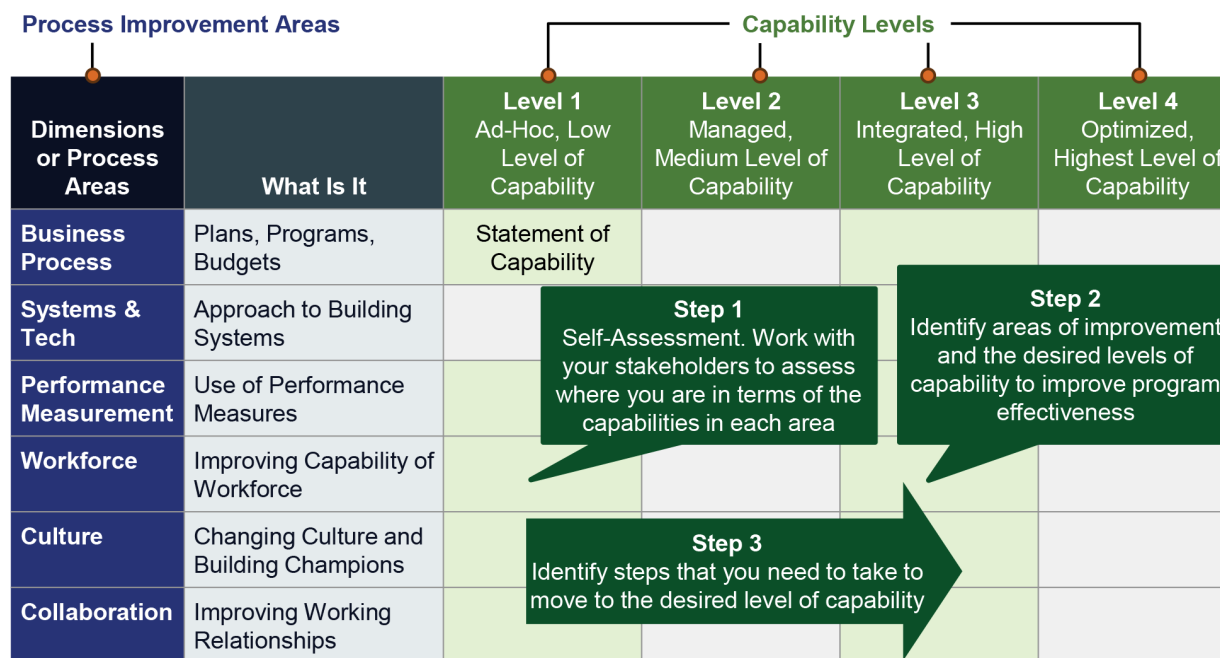 Process Improvement Areas
Capability Levels
Dimensions
or Process
Areas
What Is It
Level 1
Ad-Hoc, Low
Level of
Capability
Level 2
Managed,
Medium Level of
Capability
Level 3
Integrated, High
Level of
Capability
Level 4
Optimized,
Highest Level of
Capability
Business
Process
Plans, Programs,
Budgets
Statement of
Capability
Systems &
Tech
Approach to Building
Systems
Performance
Measurement
Use of Performance
Measures
Workforce
Improving Capability of
Workforce
Culture
Changing Culture and
Building Champions
Collaboration
Improving Working
Relationships
Step 1
Self-Assessment. Work with
your stakeholders to assess
where you are in terms of the
capabilities in each area
Step 2
Identify areas of improvement
and the desired levels of
capability to improve program
effectiveness
Step 3
Identify steps that you need to take to
move to the desired level of capability